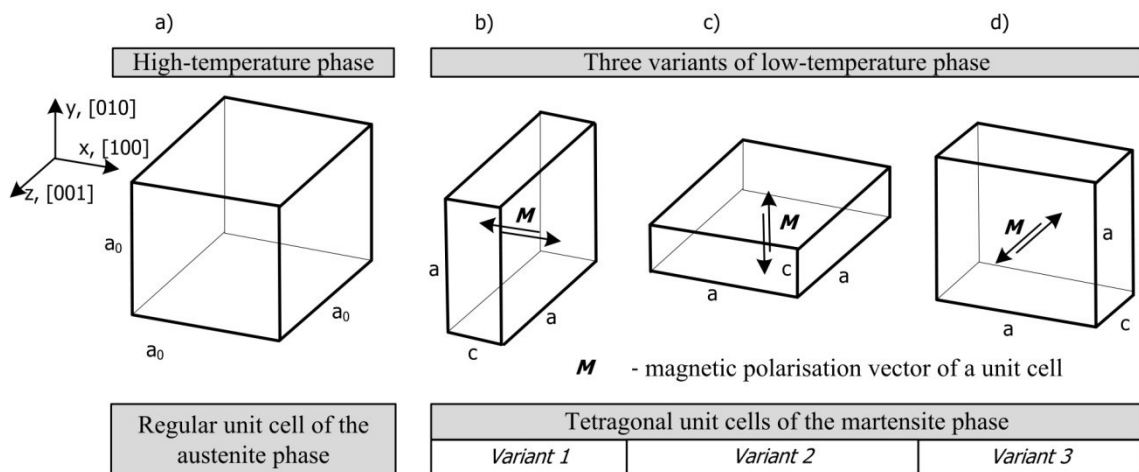 a)
b)
c)
d)
High-temperature phase
Three variants of low-temperature phase
y, [010]
x, [100]
z, [001]
a₀
a₀
a₀
M
a
c
a
M
c
a
a
M
a
a
c
M - magnetic polarisation vector of a unit cell
Regular unit cell of the
austenite phase
Tetragonal unit cells of the martensite phase
Variant 1
Variant 2
Variant 3